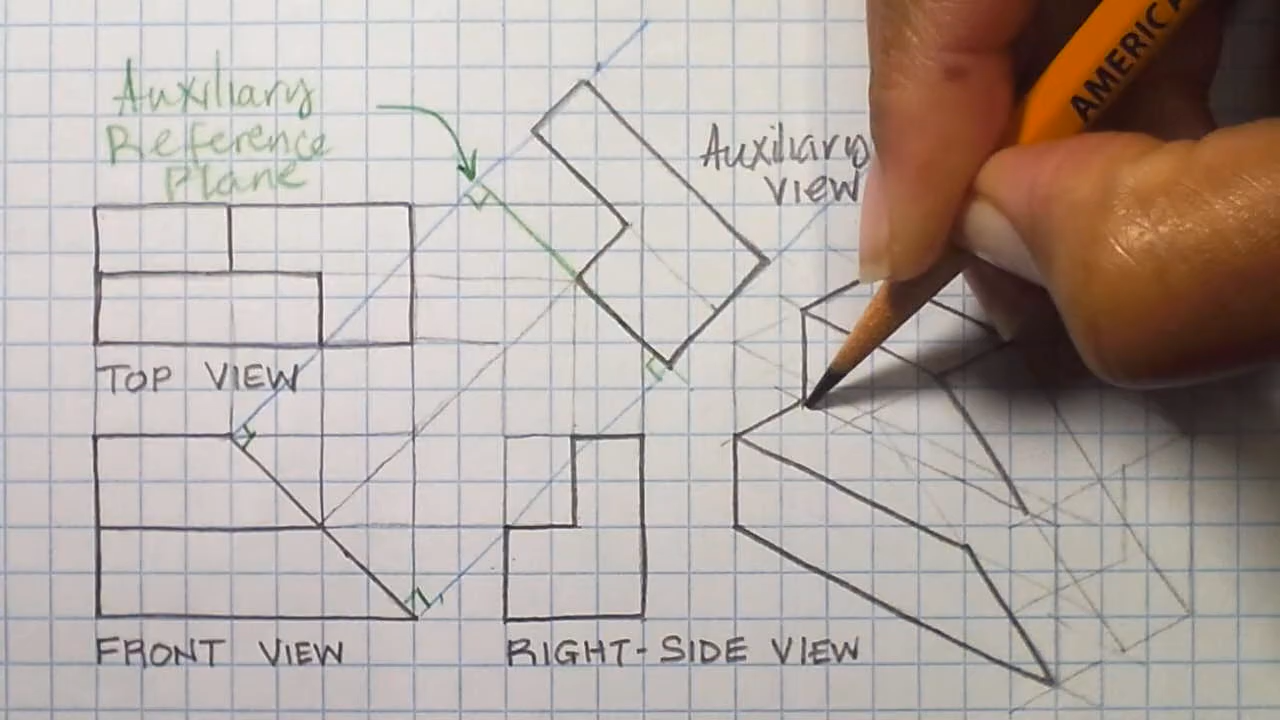 Auxiliary
Reference
Plane
Auxiliary
View
AMERICA
TOP VIEW
FRONT VIEW
RIGHT-SIDE VIEW